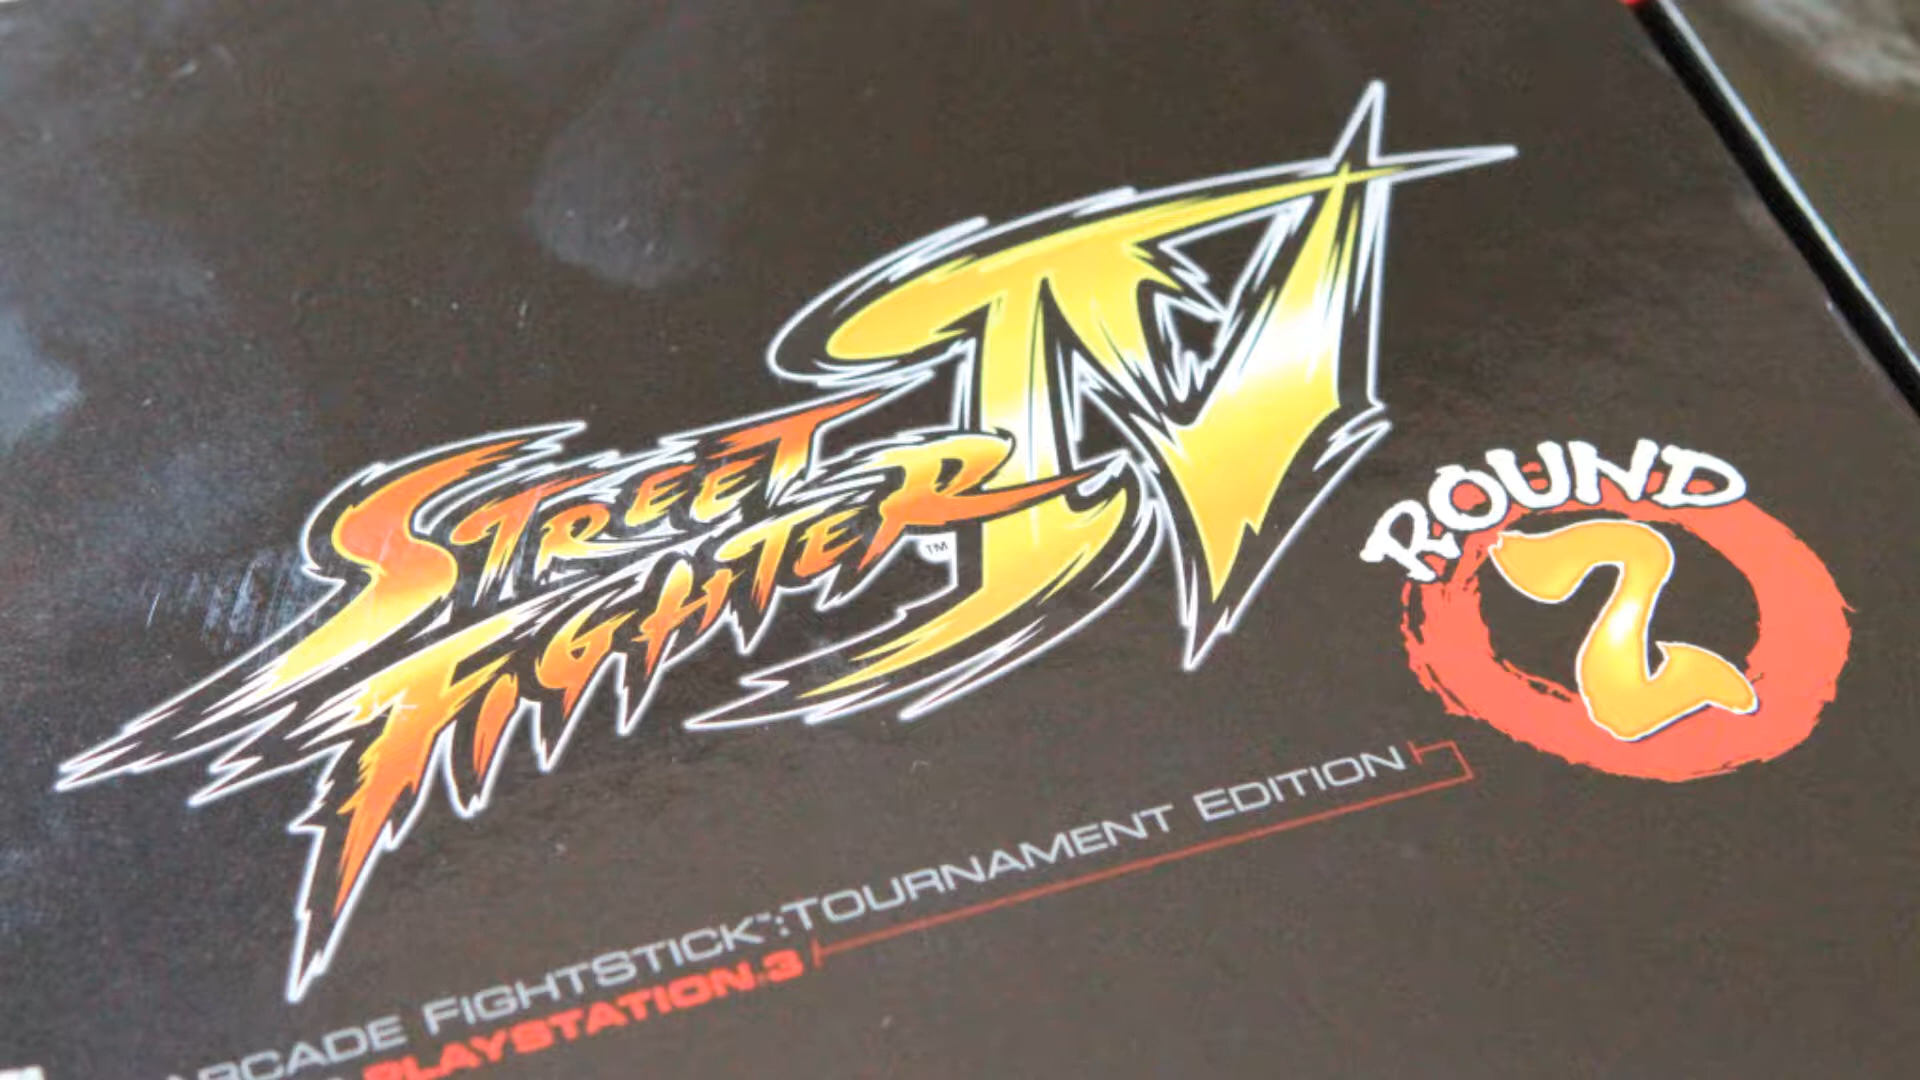 STREET
FIGHTER IV
TM
ROUND
2
ARCADE FIGHTSTICK™:TOURNAMENT EDITION
PLAYSTATION.3